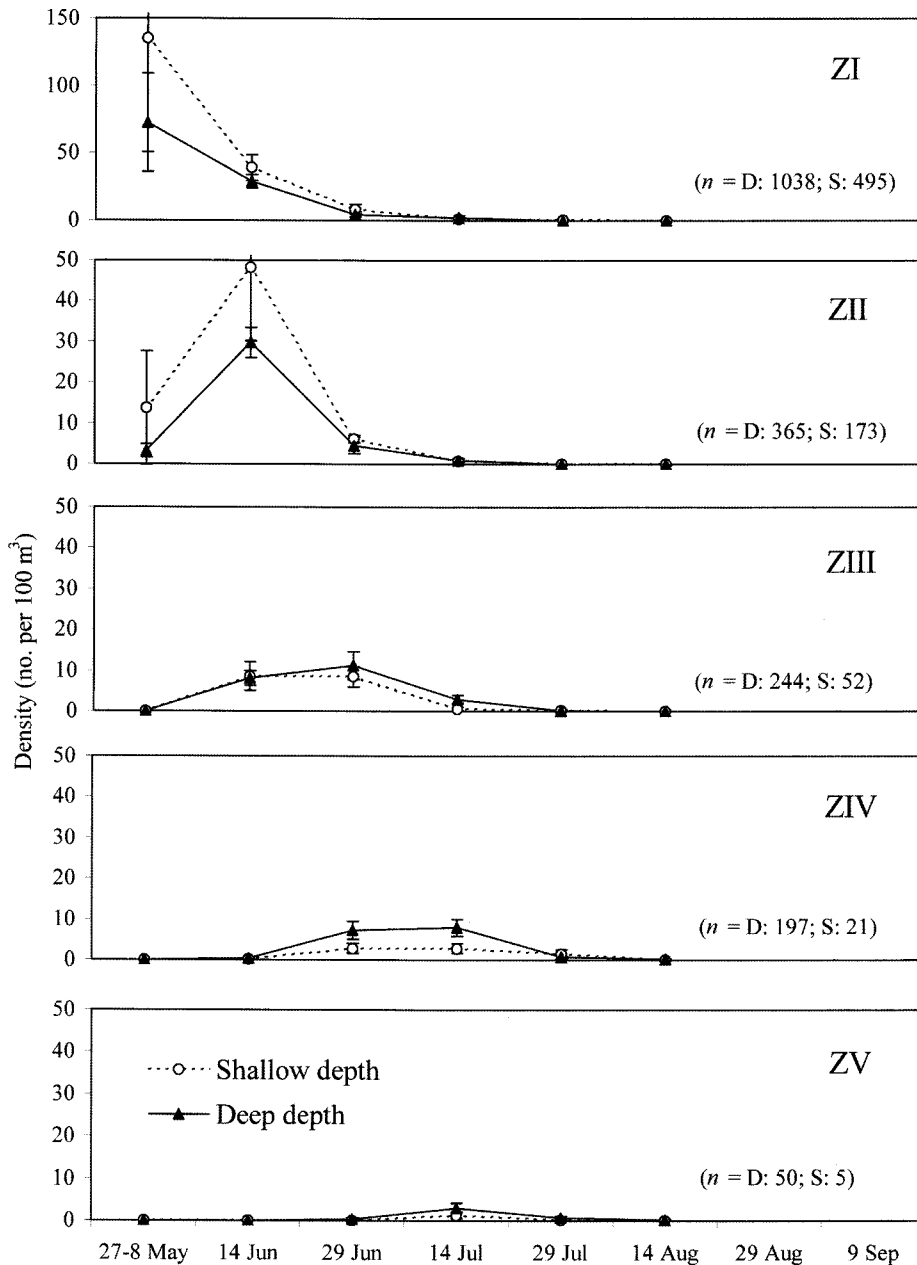 150
100
50
0
ZI
(n = D: 1038; S: 495)
50
40
30
20
10
0
ZII
(n = D: 365; S: 173)
50
40
30
20
10
0
ZIII
(n = D: 244; S: 52)
Density (no. per 100 m³)
50
40
30
20
10
0
ZIV
(n = D: 197; S: 21)
50
40
30
20
10
0
ZV
Shallow depth
Deep depth
(n = D: 50; S: 5)
27-8 May 14 Jun 29 Jun 14 Jul 29 Jul 14 Aug 29 Aug 9 Sep